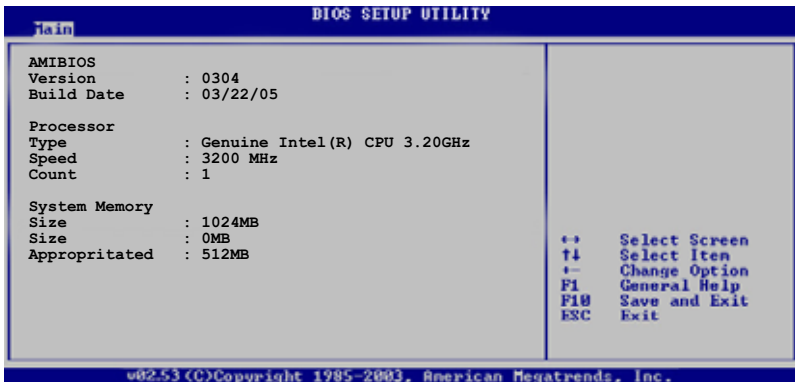 BIOS SETUP UTILITY
Main
AMIBIOS
Version : 0304
Build Date : 03/22/05
Processor
Type : Genuine Intel(R) CPU 3.20GHz
Speed : 3200 MHz
Count : 1
System Memory
Size : 1024MB
Size : 0MB
Appropritated : 512MB
↔ Select Screen
↑↓ Select Item
+- Change Option
F1 General Help
F10 Save and Exit
ESC Exit
v02.53 (C)Copyright 1985-2003, American Megatrends, Inc.